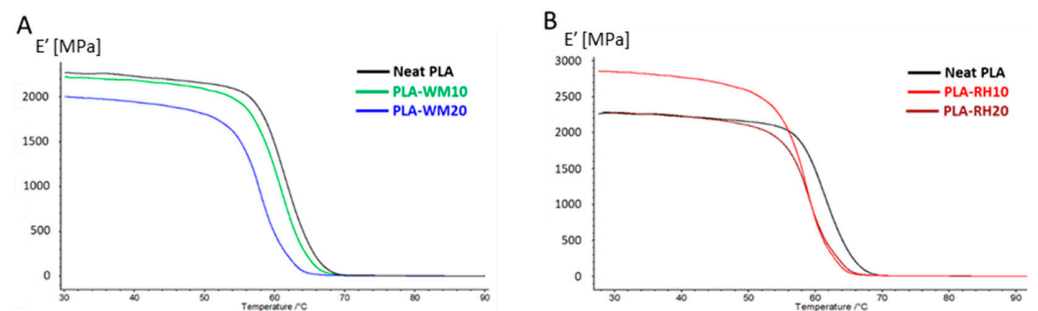 A
E' [MPa]
Neat PLA
PLA-WM10
PLA-WM20
2000
1500
1000
500
0
30 40 50 60 70 80 90
Temperature /°C
B
E' [MPa]
Neat PLA
PLA-RH10
PLA-RH20
3000
2500
2000
1500
1000
500
0
30 40 50 60 70 80 90
Temperature /°C